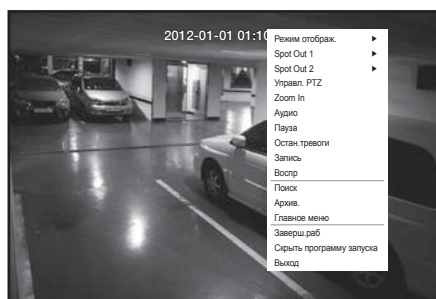 2012-01-01 01:10
Режим отображ.
Spot Out 1
Spot Out 2
Управл. PTZ
Zoom In
Аудио
Пауза
Остан.тревоги
Запись
Воспр
Поиск
Архив.
Главное меню
Заверш.раб
Скрыть программу запуска
Выход